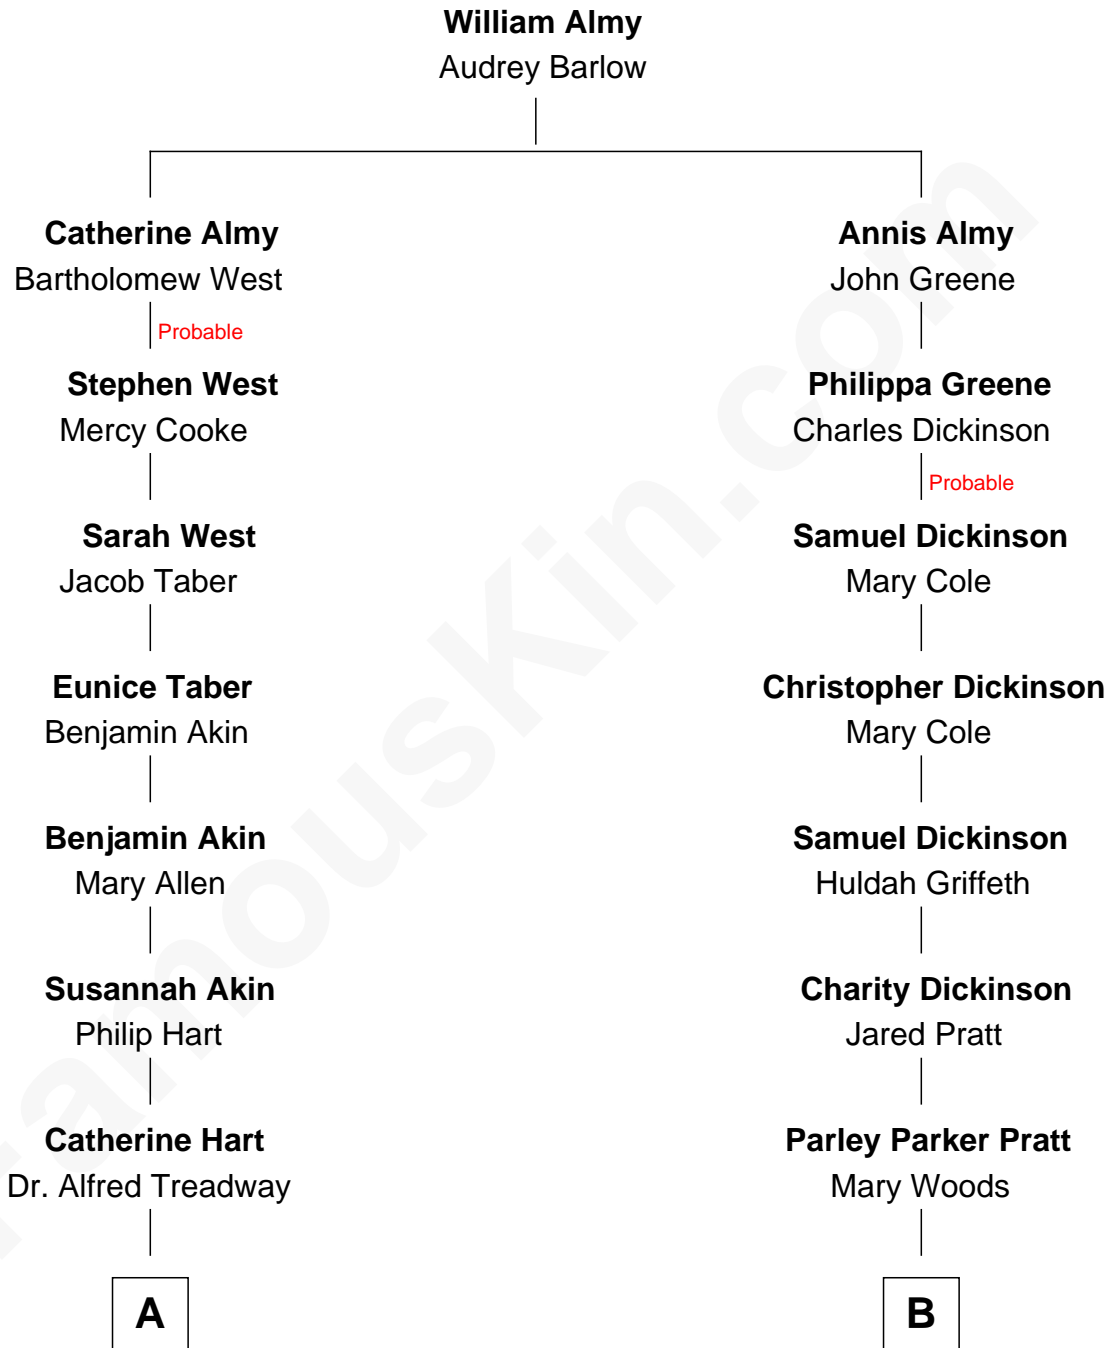 William Almy
Audrey Barlow
Catherine Almy
Bartholomew West
Probable
Stephen West
Mercy Cooke
Sarah West
Jacob Taber
Eunice Taber
Benjamin Akin
Benjamin Akin
Mary Allen
Susannah Akin
Philip Hart
Catherine Hart
Dr. Alfred Treadway
A
Annis Almy
John Greene
Philippa Greene
Charles Dickinson
Probable
Samuel Dickinson
Mary Cole
Christopher Dickinson
Mary Cole
Samuel Dickinson
Huldah Griffeth
Charity Dickinson
Jared Pratt
Parley Parker Pratt
Mary Woods
B
FamousKin.com